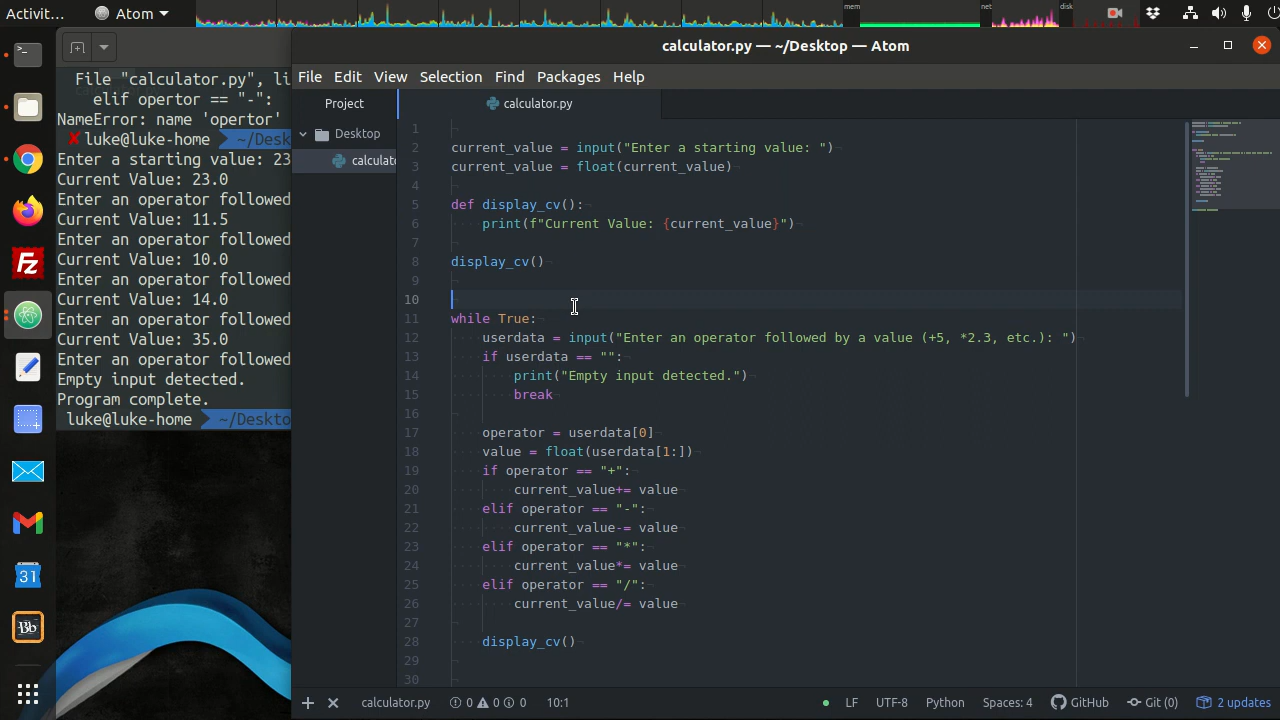 Activit… Atom mem net disk
calculator.py — ~/Desktop — Atom
File Edit View Selection Find Packages Help
Project
calculator.py
Desktop
calculat
File "calculator.py", li
elif opertor == "-":
NameError: name 'opertor'
✘ luke@luke-home ~/Desk
Enter a starting value: 23
Current Value: 23.0
Enter an operator followed
Current Value: 11.5
Enter an operator followed
Current Value: 10.0
Enter an operator followed
Current Value: 14.0
Enter an operator followed
Current Value: 35.0
Enter an operator followed
Empty input detected.
Program complete.
luke@luke-home ~/Deskto
1
2 current_value = input("Enter a starting value: ")
3 current_value = float(current_value)
4
5 def display_cv():
6 print(f"Current Value: {current_value}")
7
8 display_cv()
9
10
11 while True:
12 userdata = input("Enter an operator followed by a value (+5, *2.3, etc.): ")
13 if userdata == "":
14 print("Empty input detected.")
15 break
16
17 operator = userdata[0]
18 value = float(userdata[1:])
19 if operator == "+":
20 current_value+= value
21 elif operator == "-":
22 current_value-= value
23 elif operator == "*":
24 current_value*= value
25 elif operator == "/":
26 current_value/= value
27
28 display_cv()
29
30
Fz
31
Bb
calculator.py 0 0 0 10:1 LF UTF-8 Python Spaces: 4 GitHub Git (0) 2 updates